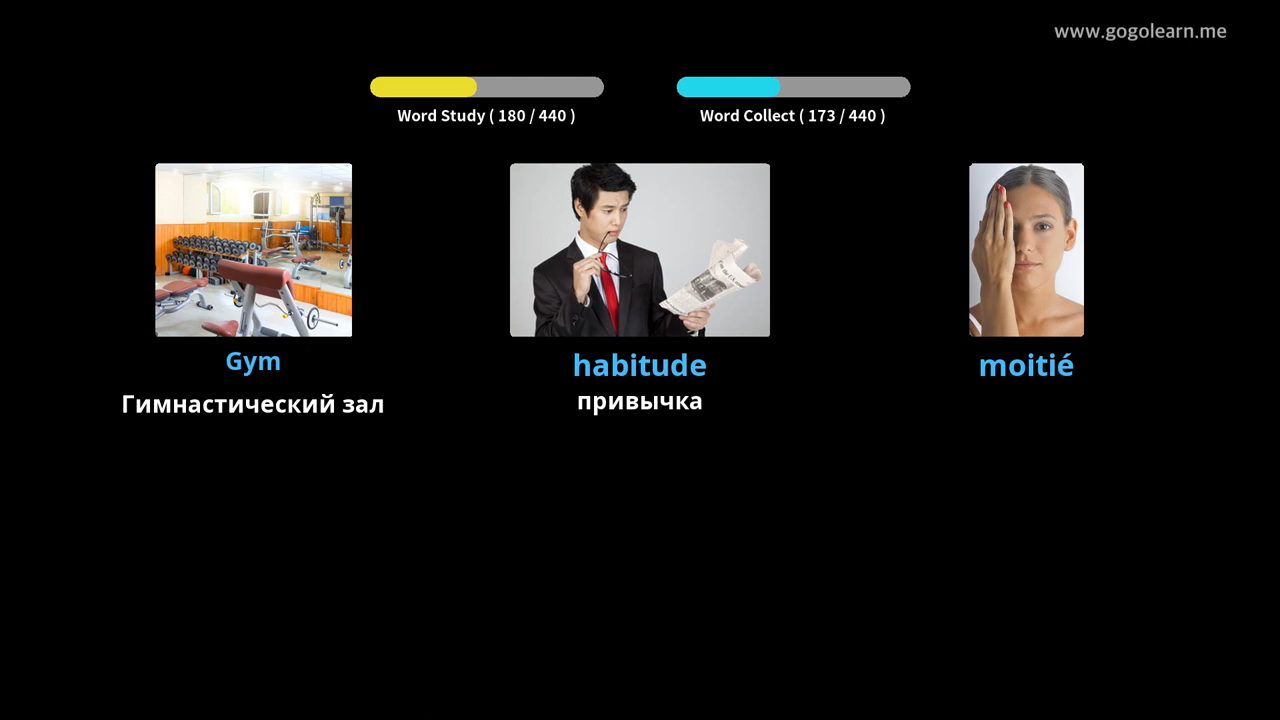 www.gogolearn.me
Word Study ( 180 / 440 )
Word Collect ( 173 / 440 )
Gym
Гимнастический зал
habitude
привычка
moitié